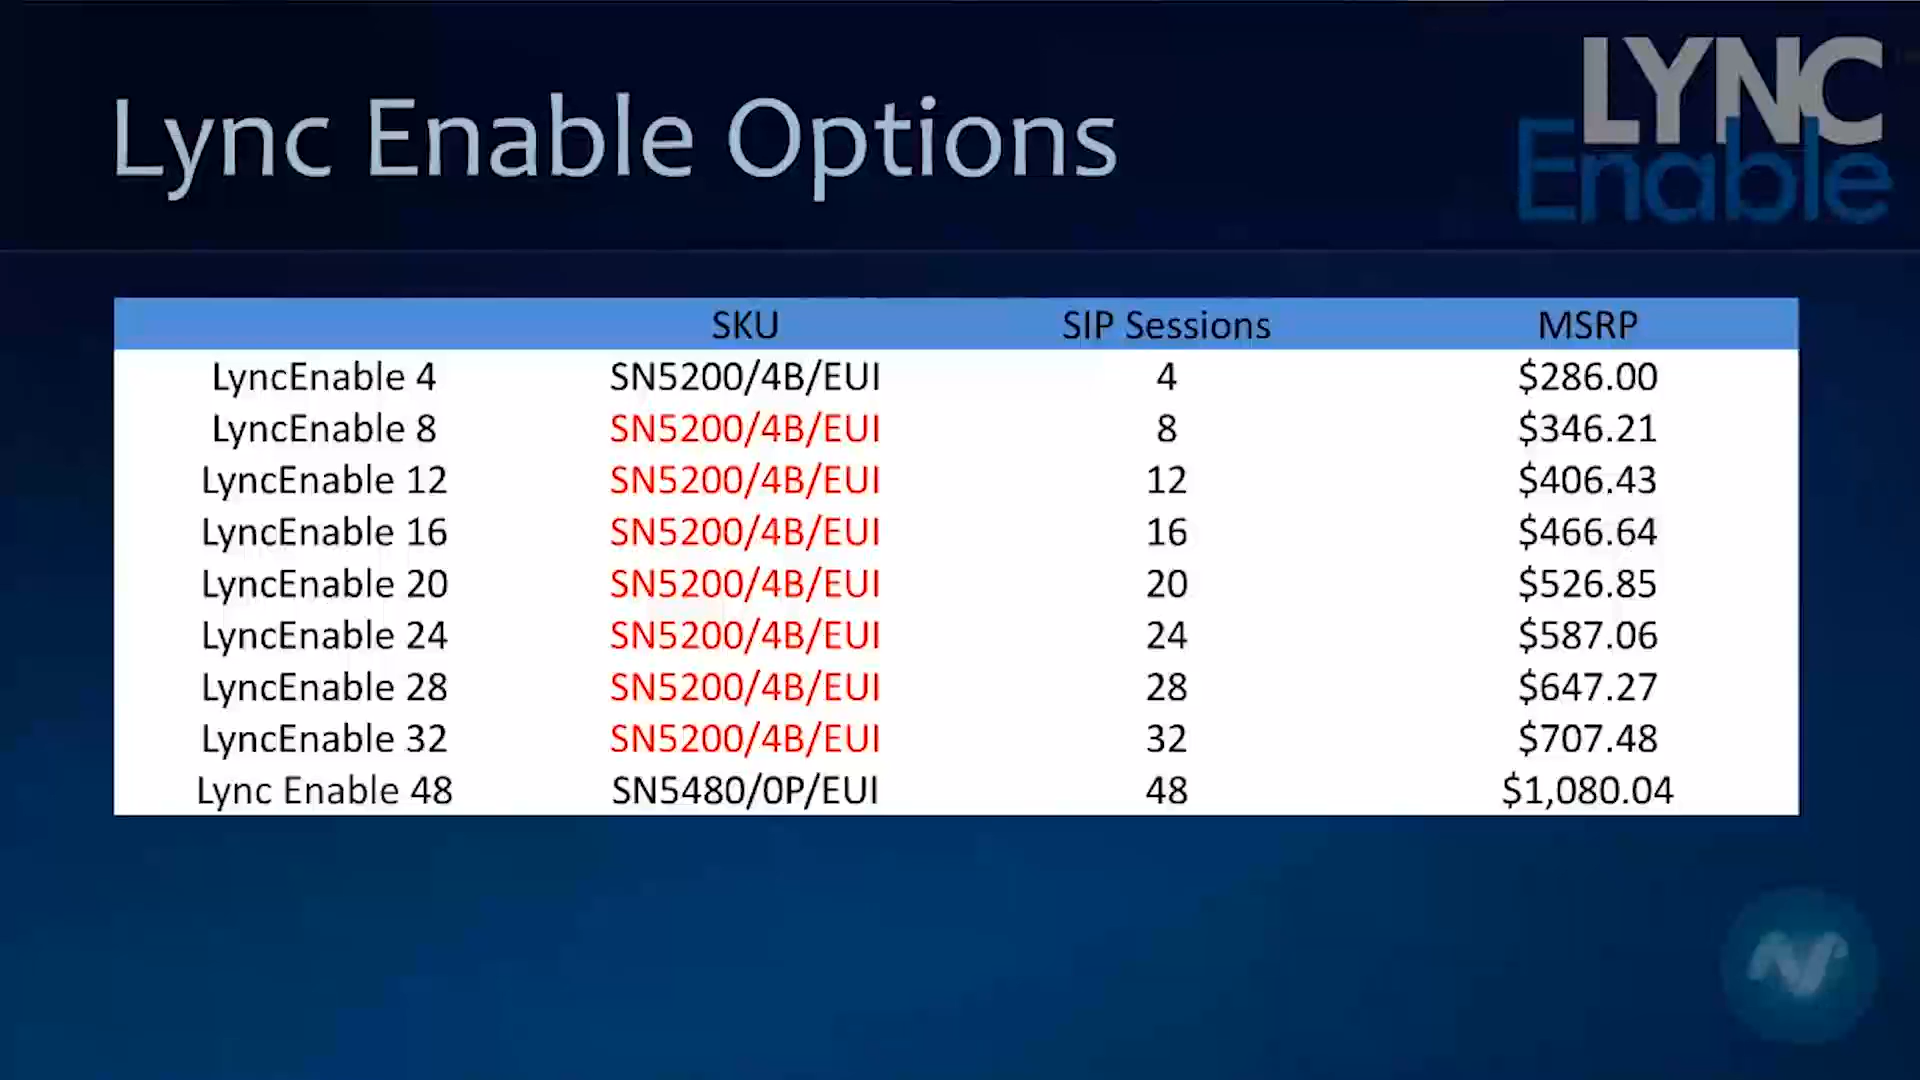 LYNC
Enable
Lync Enable Options
SKU SIP Sessions MSRP
LyncEnable 4 SN5200/4B/EUI 4 $286.00
LyncEnable 8 SN5200/4B/EUI 8 $346.21
LyncEnable 12 SN5200/4B/EUI 12 $406.43
LyncEnable 16 SN5200/4B/EUI 16 $466.64
LyncEnable 20 SN5200/4B/EUI 20 $526.85
LyncEnable 24 SN5200/4B/EUI 24 $587.06
LyncEnable 28 SN5200/4B/EUI 28 $647.27
LyncEnable 32 SN5200/4B/EUI 32 $707.48
Lync Enable 48 SN5480/0P/EUI 48 $1,080.04